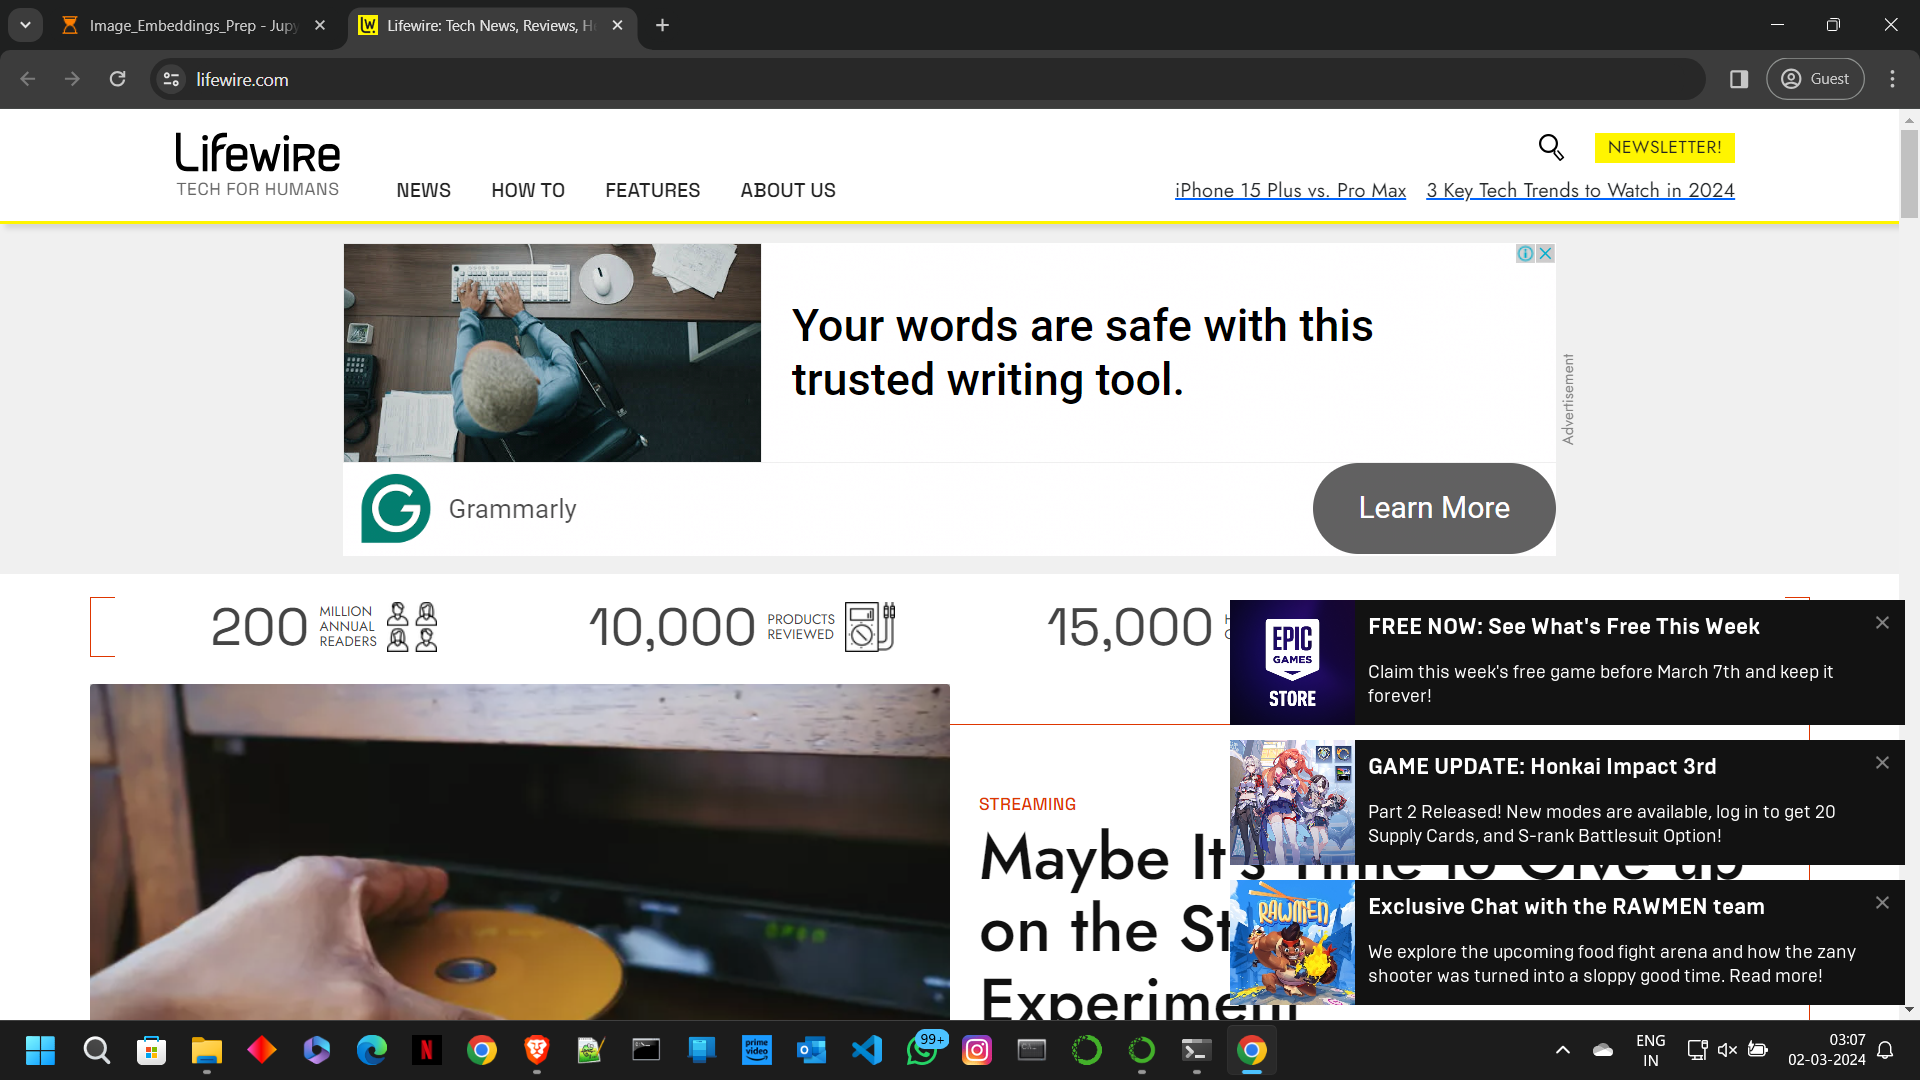 Image_Embeddings_Prep - Jupy
Lifewire: Tech News, Reviews, H
lifewire.com
Guest
Lifewire
TECH FOR HUMANS
NEWS HOW TO FEATURES ABOUT US
NEWSLETTER!
iPhone 15 Plus vs. Pro Max 3 Key Tech Trends to Watch in 2024
Your words are safe with this
trusted writing tool.
Advertisement
Grammarly
Learn More
200 MILLION
ANNUAL
READERS
10,000 PRODUCTS
REVIEWED
15,000
STREAMING
Maybe It's Time to Give up
on the St
Experiment
EPIC
GAMES
STORE
FREE NOW: See What's Free This Week
Claim this week's free game before March 7th and keep it
forever!
GAME UPDATE: Honkai Impact 3rd
Part 2 Released! New modes are available, log in to get 20
Supply Cards, and S-rank Battlesuit Option!
RAWMEN
Exclusive Chat with the RAWMEN team
We explore the upcoming food fight arena and how the zany
shooter was turned into a sloppy good time. Read more!
prime
video
99+
ENG
IN
03:07
02-03-2024